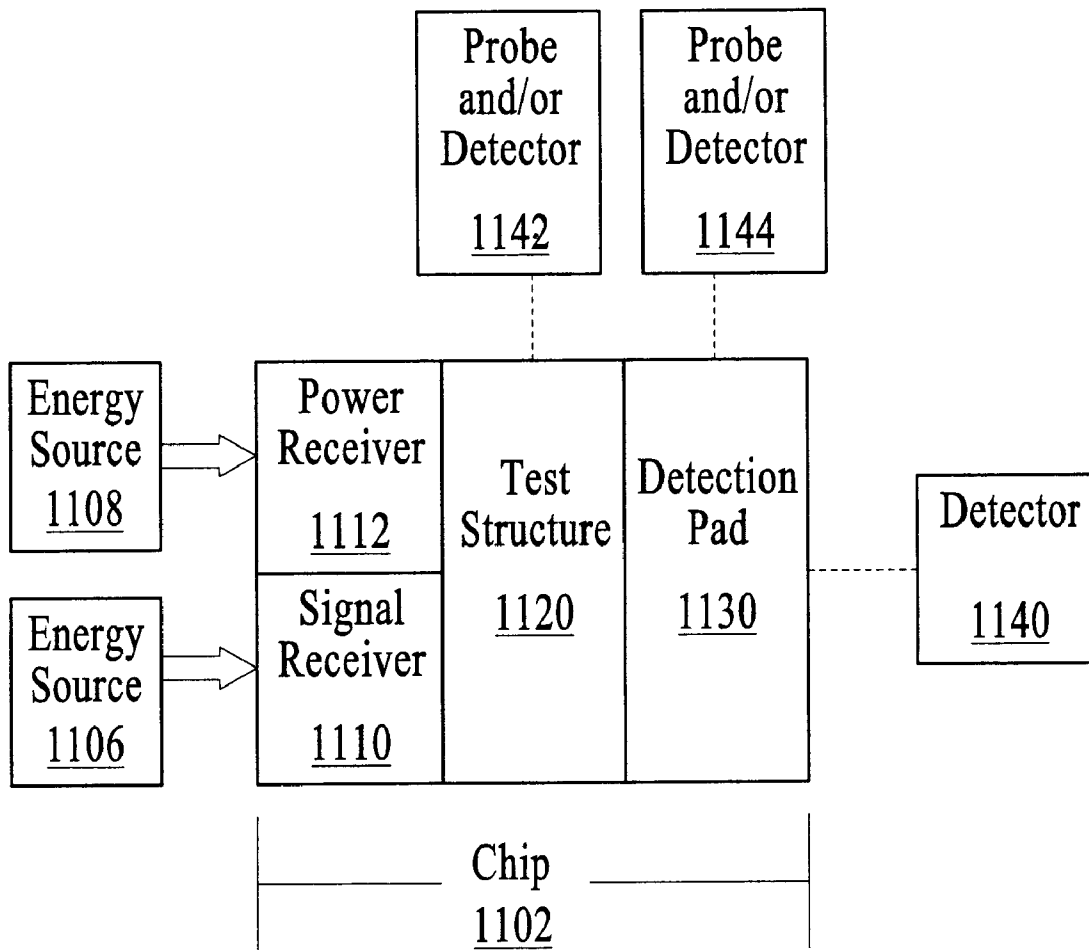 Probe
and/or
Detector
1142
Probe
and/or
Detector
1144
Energy
Source
1108
Power
Receiver
1112
Test
Structure
1120
Detection
Pad
1130
Detector
1140
Energy
Source
1106
Signal
Receiver
1110
Chip
1102